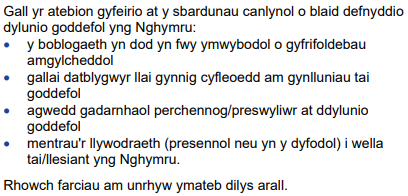 Gall yr atebion gyfeirio at y sbardunau canlynol o blaid defnyddio
dylunio goddefol yng Nghymru:
• y boblogaeth yn dod yn fwy ymwybodol o gyfrifoldebau
amgylcheddol
• gallai datblygwyr llai gynnig cyfleoedd am gynlluniau tai
goddefol
• agwedd gadarnhaol perchennog/preswyliwr at ddylunio
goddefol
• mentrau'r llywodraeth (presennol neu yn y dyfodol) i wella
tai/llesiant yng Nghymru.
Rhowch farciau am unrhyw ymateb dilys arall.